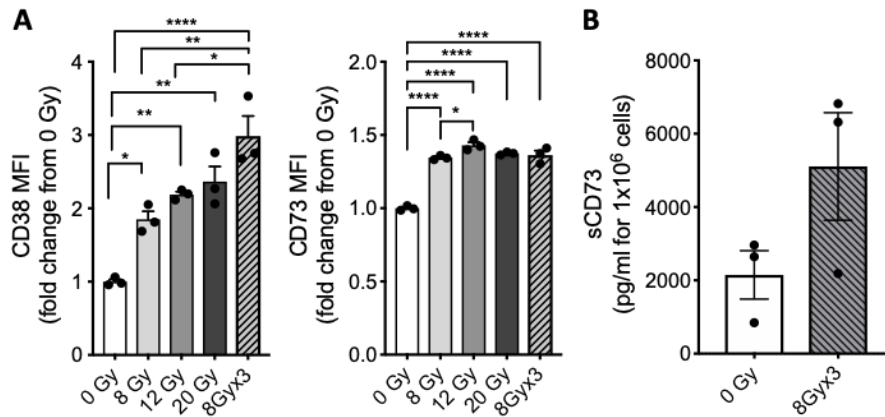 A
CD38 MFI
(fold change from 0 Gy)
4
3
2
1
0
****
**
*
**
**
*
0 Gy
8 Gy
12 Gy
20 Gy
8Gyx3
CD73 MFI
(fold change from 0 Gy)
2.0
1.5
1.0
0.5
0.0
****
****
****
****
*
0 Gy
8 Gy
12 Gy
20 Gy
8Gyx3
B
sCD73
(pg/ml for 1x10⁶ cells)
8000
6000
4000
2000
0
0 Gy
8Gyx3